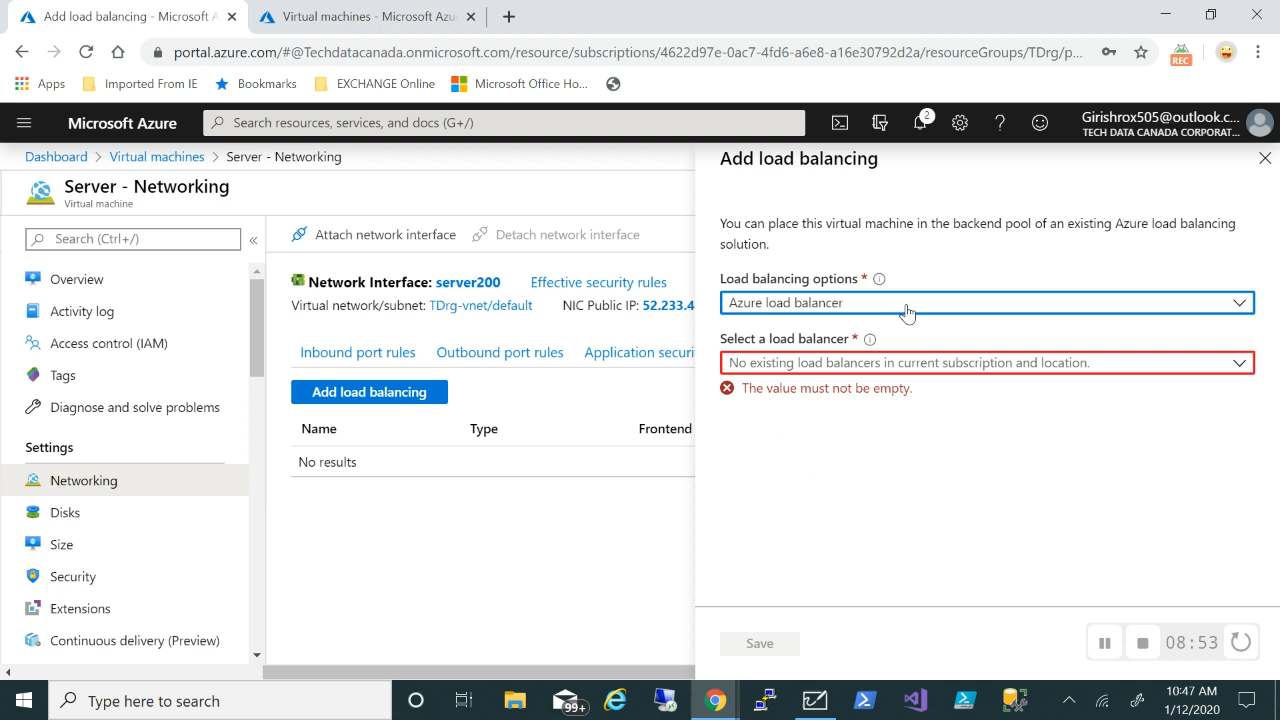 Add load balancing - Microsoft A
Virtual machines - Microsoft Azu
portal.azure.com/#@Techdatacanada.onmicrosoft.com/resource/subscriptions/4622d97e-0ac7-4fd6-a6e8-a16e30792d2a/resourceGroups/TDrg/p...
REC
Apps
Imported From IE
Bookmarks
EXCHANGE Online
Microsoft Office Ho...
Microsoft Azure
Search resources, services, and docs (G+/)
2
Girishrox505@outlook.c...
TECH DATA CANADA CORPORAT...
Dashboard > Virtual machines > Server - Networking
Server - Networking
Virtual machine
Search (Ctrl+/)
Overview
Activity log
Access control (IAM)
Tags
Diagnose and solve problems
Settings
Networking
Disks
Size
Security
Extensions
Continuous delivery (Preview)
Attach network interface
Detach network interface
Network Interface: server200
Effective security rules
Virtual network/subnet: TDrg-vnet/default
NIC Public IP: 52.233.4
Inbound port rules
Outbound port rules
Application securi
Add load balancing
Name
Type
Frontend
No results
Add load balancing
You can place this virtual machine in the backend pool of an existing Azure load balancing
solution.
Load balancing options *
Azure load balancer
Select a load balancer *
No existing load balancers in current subscription and location.
The value must not be empty.
Save
08:53
Type here to search
99+
10:47 AM
1/12/2020